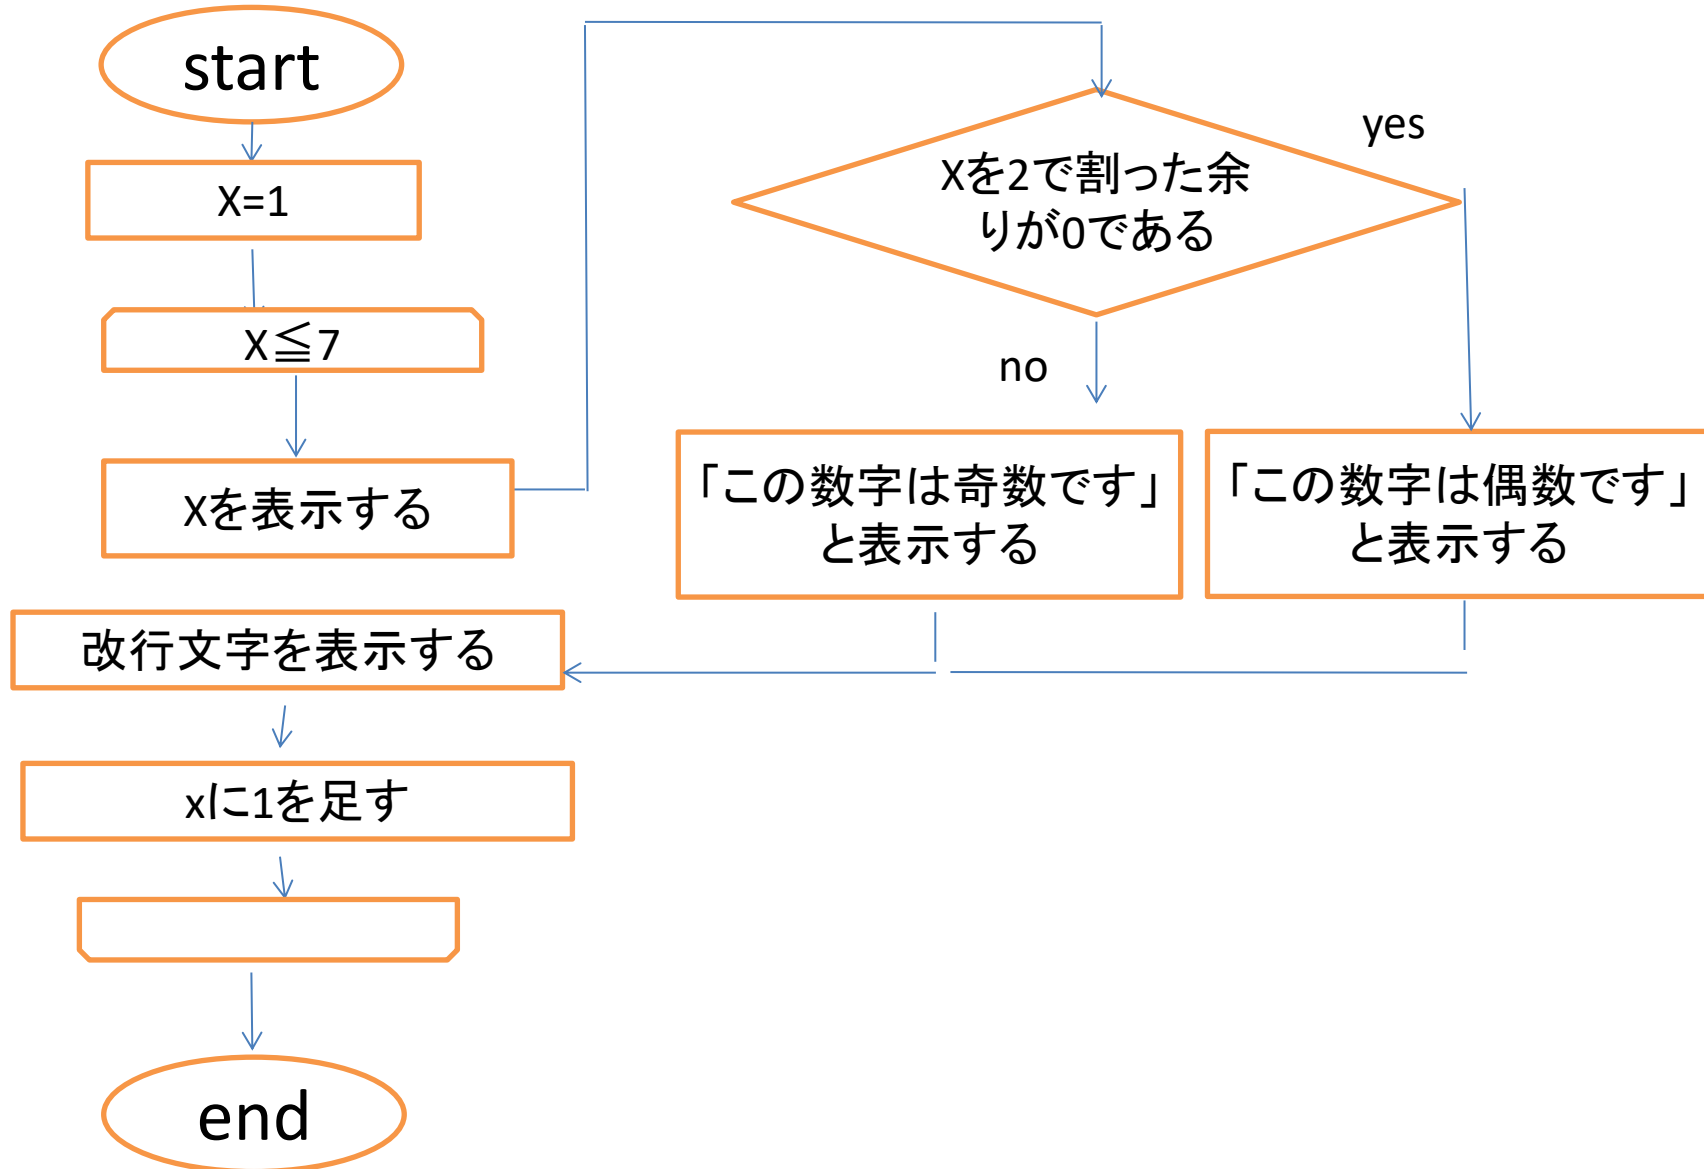 start
X=1
X≦7
Xを表示する
Xを2で割った余
りが0である
yes
no
「この数字は奇数です」
と表示する
「この数字は偶数です」
と表示する
改行文字を表示する
xに1を足す
end